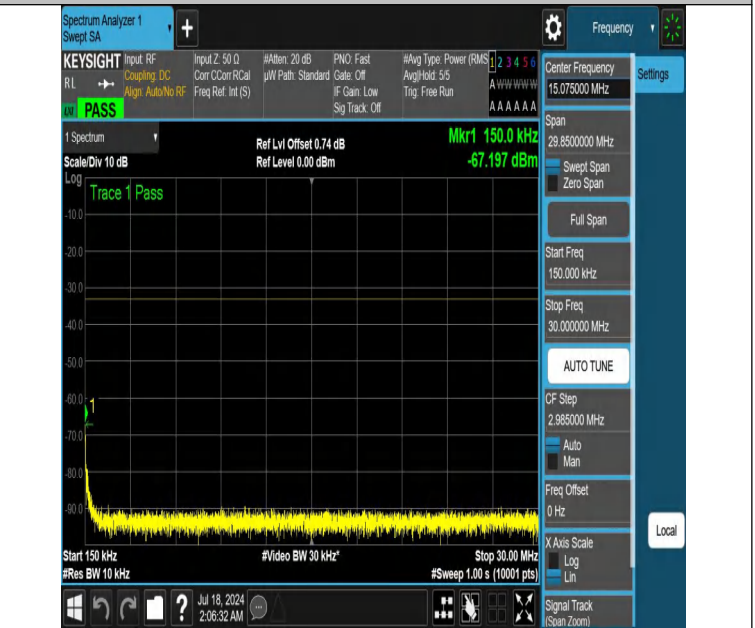 Spectrum Analyzer 1
Swept SA
+
Frequency
KEYSIGHT
RL
PASS
Input: RF
Coupling: DC
Align: Auto/No RF
Input Z: 50 Ω
Corr CCorr RCal
Freq Ref: Int (S)
#Atten: 20 dB
µW Path: Standard
PNO: Fast
Gate: Off
IF Gain: Low
Sig Track: Off
#Avg Type: Power (RMS
Avg|Hold: 5/5
Trig: Free Run
1 2 3 4 5 6
A W W W W W
A A A A A A
1 Spectrum
Scale/Div 10 dB
Ref Lvl Offset 0.74 dB
Ref Level 0.00 dBm
Mkr1 150.0 kHz
-67.197 dBm
Log
Trace 1 Pass
-10.0
-20.0
-30.0
-40.0
-50.0
-60.0
1
-70.0
-80.0
-90.0
Start 150 kHz
#Video BW 30 kHz*
Stop 30.00 MHz
#Res BW 10 kHz
#Sweep 1.00 s (10001 pts)
?
Jul 18, 2024
2:06:32 AM
Center Frequency
15.075000 MHz
Settings
Span
29.8500000 MHz
Swept Span
Zero Span
Full Span
Start Freq
150.000 kHz
Stop Freq
30.000000 MHz
AUTO TUNE
CF Step
2.985000 MHz
Auto
Man
Freq Offset
0 Hz
Local
X Axis Scale
Log
Lin
Signal Track
(Span Zoom)